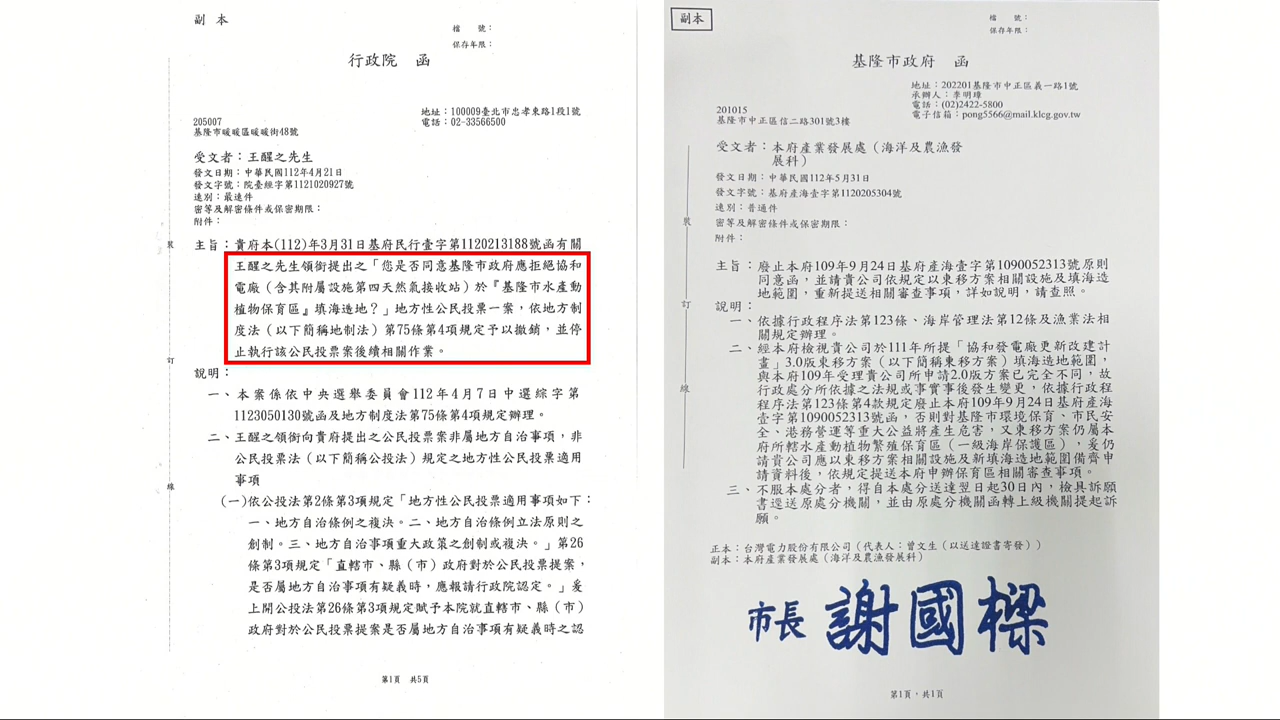 副 本
檔 號：
保存年限：
行政院 函
地址：100009臺北市忠孝東路1段1號
電話：02-33566500
205007
基隆市暖暖區暖暖街48號
受文者：王醒之先生
發文日期：中華民國112年4月21日
發文字號：院臺經字第1121020927號
速別：最速件
密等及解密條件或保密期限：
附件：
主旨：貴府本(112)年3月31日基府民行壹字第1120213188號函有關
王醒之先生領銜提出之「您是否同意基隆市政府應拒絕協和
電廠（含其附屬設施第四天然氣接收站）於『基隆市水產動
植物保育區』填海造地？」地方性公民投票一案，依地方制
度法（以下簡稱地制法）第75條第4項規定予以撤銷，並停
止執行該公民投票案後續相關作業。
說明：
一、本案係依中央選舉委員會112年4月7日中選綜字第
1123050130號函及地方制度法第75條第4項規定辦理。
二、王醒之領銜向貴府提出之公民投票案非屬地方自治事項，非
公民投票法（以下簡稱公投法）規定之地方性公民投票適用
事項
(一)依公投法第2條第3項規定「地方性公民投票適用事項如下：
一、地方自治條例之複決。二、地方自治條例立法原則之
創制。三、地方自治事項重大政策之創制或複決。」第26
條第3項規定「直轄市、縣（市）政府對於公民投票提案，
是否屬地方自治事項有疑義時，應報請行政院認定。」爰
上開公投法第26條第3項規定賦予本院就直轄市、縣（市）
政府對於公民投票提案是否屬地方自治事項有疑義時之認
第1頁 共5頁
裝
訂
線
副本
檔 號：
保存年限：
基隆市政府 函
地址：202201基隆市中正區義一路1號
承辦人：李明璋
電話：(02)2422-5800
電子信箱：pong5566@mail.klcg.gov.tw
201015
基隆市中正區信二路301號3樓
受文者：本府產業發展處（海洋及農漁發
展科）
發文日期：中華民國112年5月31日
發文字號：基府產海壹字第1120205304號
速別：普通件
密等及解密條件或保密期限：
附件：
主旨：廢止本府109年9月24日基府產海壹字第1090052313號原則
同意函，並請貴公司依規定以東移方案相關設施及填海造
地範圍，重新提送相關審查事項，詳如說明，請查照。
說明：
一、依據行政程序法第123條、海岸管理法第12條及漁業法相
關規定辦理。
二、經本府檢視貴公司於111年所提「協和發電廠更新改建計
畫」3.0版東移方案（以下簡稱東移方案）填海造地範圍，
與本府109年受理貴公司所申請2.0版方案已完全不同，故
行政處分所依據之法規或事實事後發生變更，依據行政程
序法第123條第4款規定廢止本府109年9月24日基府產海
壹字第1090052313號函，否則對基隆市環境保育、市民安
全、港務營運等重大公益將產生危害，又東移方案仍屬本
府所轄水產動植物繁殖保育區（一級海岸保護區），爰仍
請貴公司應以東移方案相關設施及新填海造地範圍備齊申
請資料後，依規定提送本府申辦保育區相關審查事項。
三、不服本處分者，得自本處分送達翌日起30日內，檢具訴願
書逕送原處分機關，並由原處分機關函轉上級機關提起訴
願。
正本：台灣電力股份有限公司（代表人：曾文生（以送達證書寄發））
副本：本府產業發展處（海洋及農漁發展科）
市長 謝國樑
第1頁，共1頁
裝
訂
線